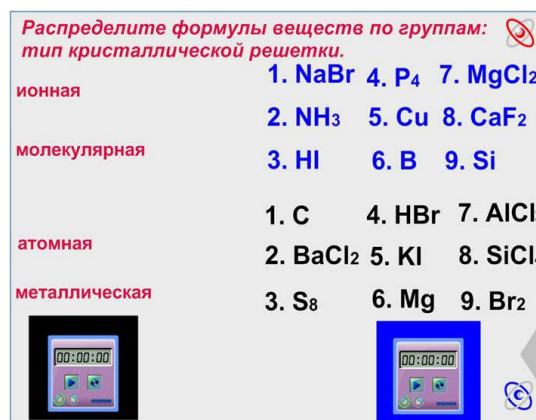 Распределите формулы веществ по группам:
тип кристаллической решетки.
ионная
1. NaBr 4. P4 7. MgCl2
2. NH3 5. Cu 8. CaF2
молекулярная
3. HI 6. B 9. Si
1. C 4. HBr 7.
атомная
2. BaCl2 5. KI 8.
металлическая
3. S8 6. Mg 9. Br2
00:00:00
00:00:00
mimio
mimio